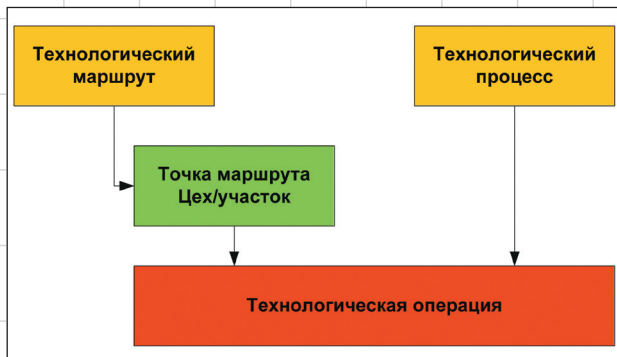 Технологический
маршрут
Технологический
процесс
Точка маршрута
Цех/участок
Технологическая операция